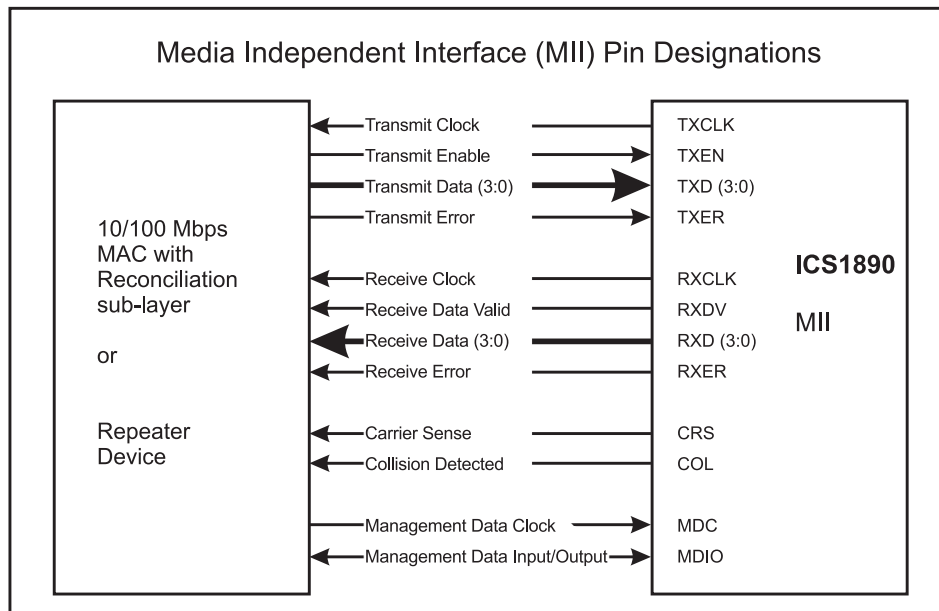 Media Independent Interface (MII) Pin Designations
10/100 Mbps
MAC with
Reconciliation
sub-layer
or
Repeater
Device
Transmit Clock
Transmit Enable
Transmit Data (3:0)
Transmit Error
Receive Clock
Receive Data Valid
Receive Data (3:0)
Receive Error
Carrier Sense
Collision Detected
Management Data Clock
Management Data Input/Output
TXCLK
TXEN
TXD (3:0)
TXER
RXCLK
RXDV
RXD (3:0)
RXER
CRS
COL
MDC
MDIO
ICS1890
MII